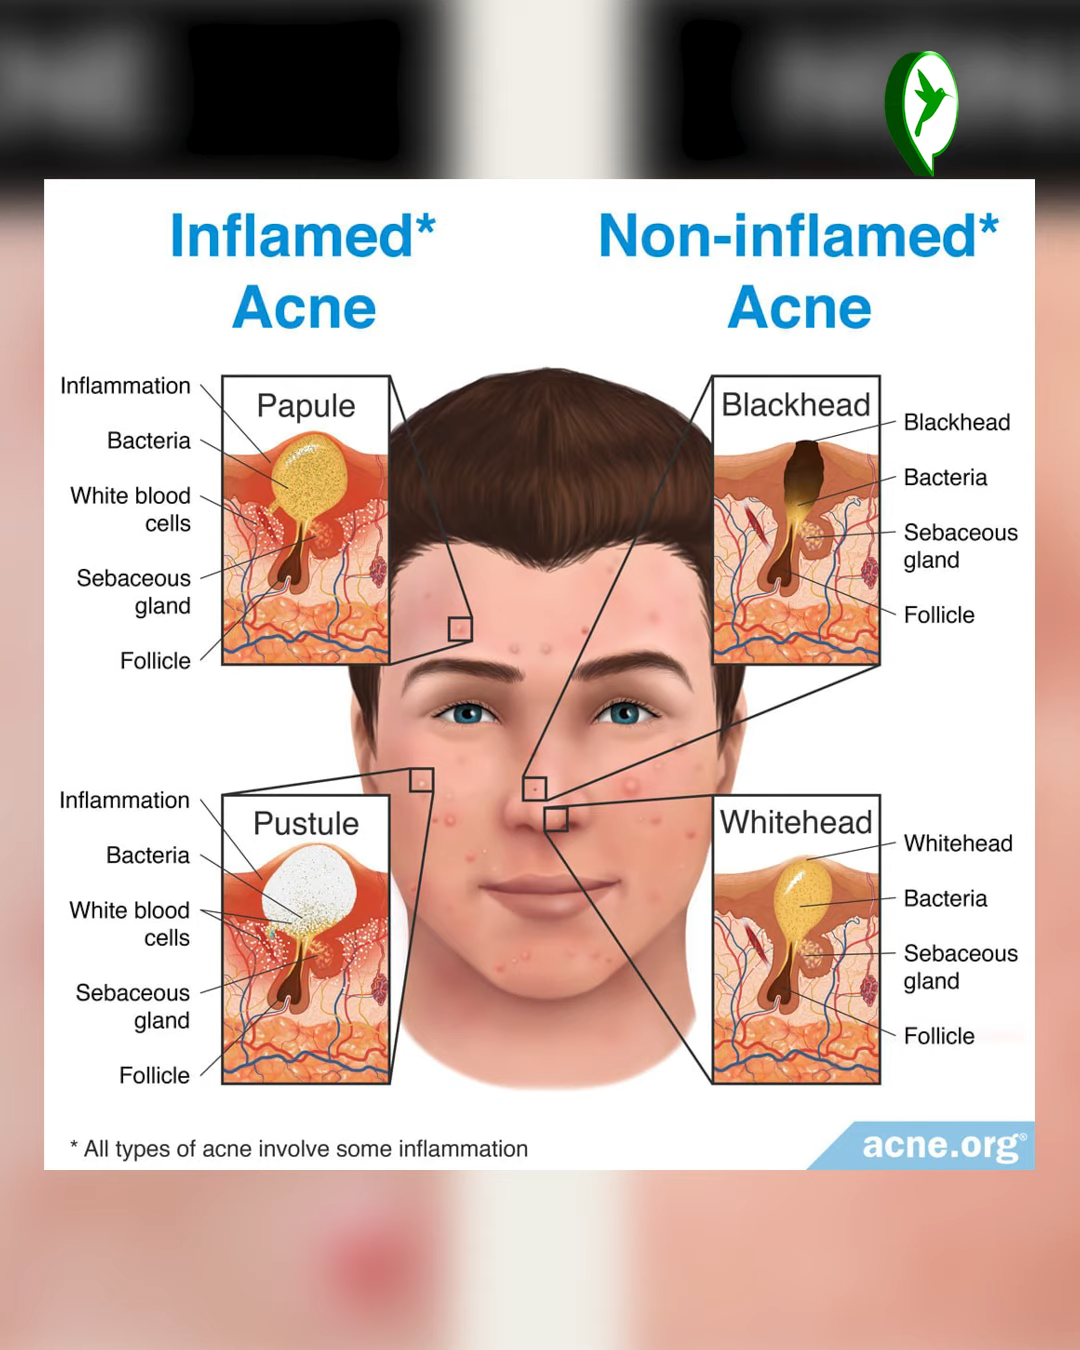 Inflamed*
Acne
Non-inflamed*
Acne
Papule
Inflammation
Bacteria
White blood
cells
Sebaceous
gland
Follicle
Blackhead
Blackhead
Bacteria
Sebaceous
gland
Follicle
Pustule
Inflammation
Bacteria
White blood
cells
Sebaceous
gland
Follicle
Whitehead
Whitehead
Bacteria
Sebaceous
gland
Follicle
* All types of acne involve some inflammation
acne.org®